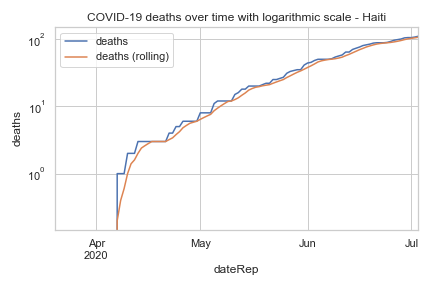 COVID-19 deaths over time with logarithmic scale - Haiti
deaths
deaths (rolling)
10²
10¹
10⁰
deaths
Apr
2020
May
Jun
Jul
dateRep